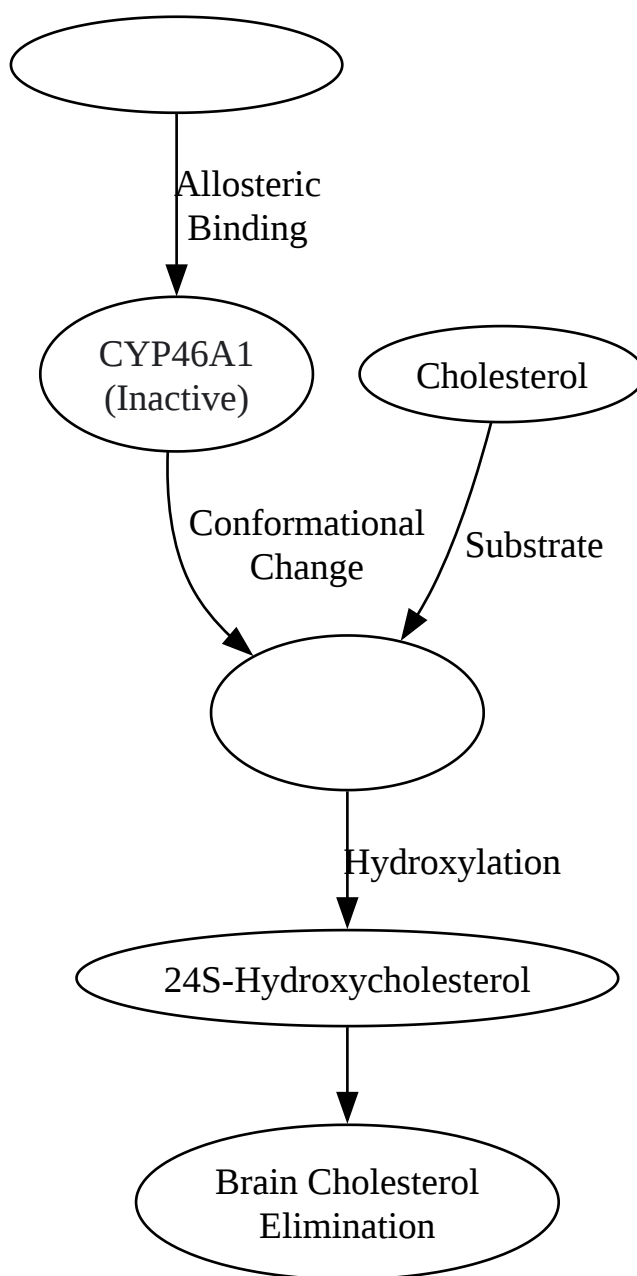 Allosteric
Binding
CYP46A1
(Inactive)
Cholesterol
Conformational
Change
Substrate
Hydroxylation
24S-Hydroxycholesterol
Brain Cholesterol
Elimination